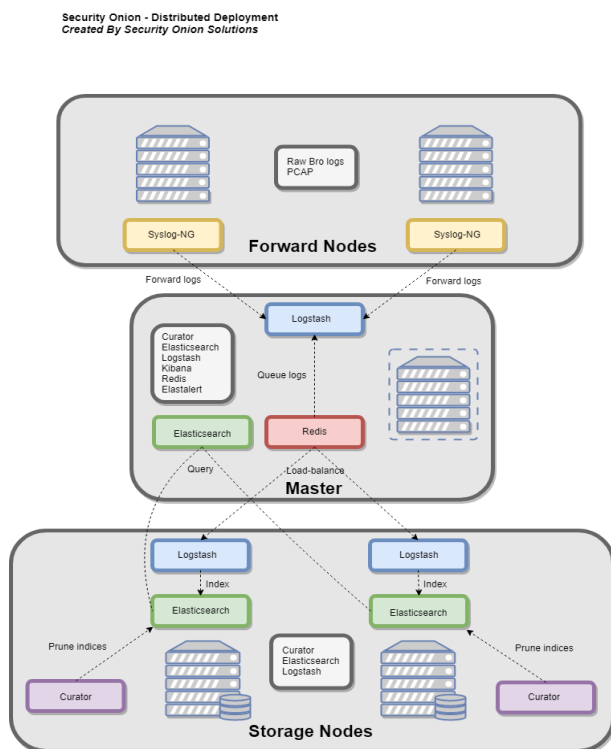 Security Onion - Distributed Deployment
Created By Security Onion Solutions
Raw Bro logs
PCAP
Syslog-NG
Syslog-NG
Forward Nodes
Forward logs
Forward logs
Logstash
Curator
Elasticsearch
Logstash
Kibana
Redis
Elastalert
Queue logs
Elasticsearch
Redis
Query
Load-balance
Master
Logstash
Logstash
Index
Index
Elasticsearch
Elasticsearch
Prune indices
Prune indices
Curator
Elasticsearch
Logstash
Curator
Curator
Storage Nodes